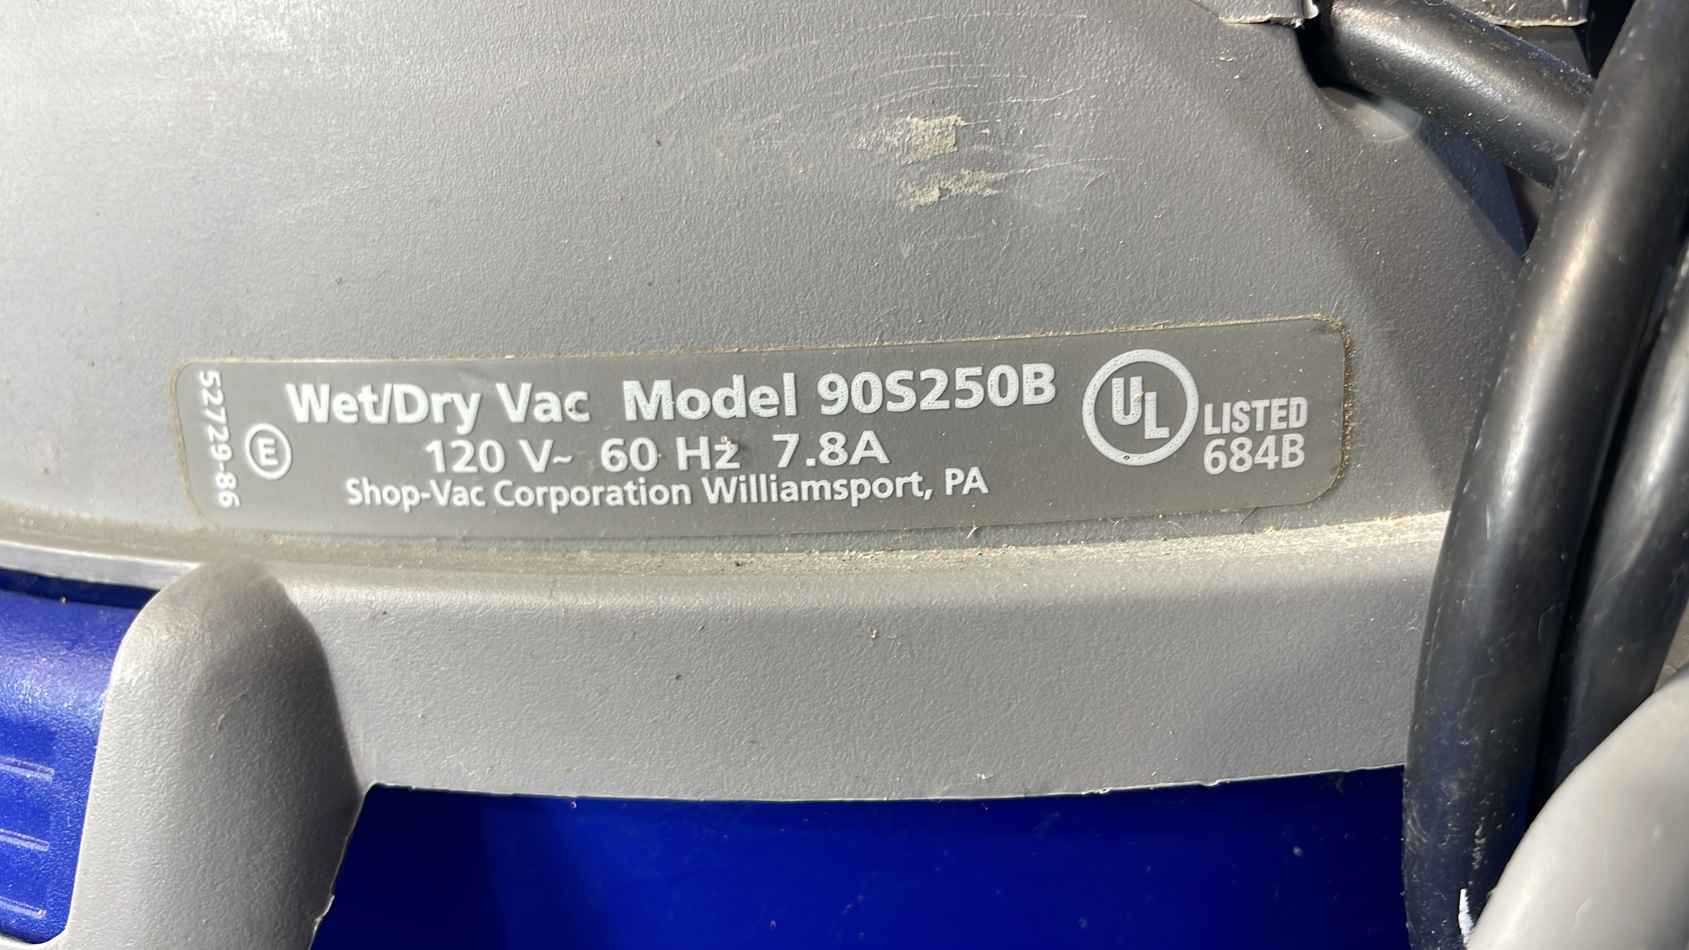 52729-86
E
Wet/Dry Vac Model 90S250B
120 V~ 60 Hz 7.8A
Shop-Vac Corporation Williamsport, PA
UL
LISTED
684B